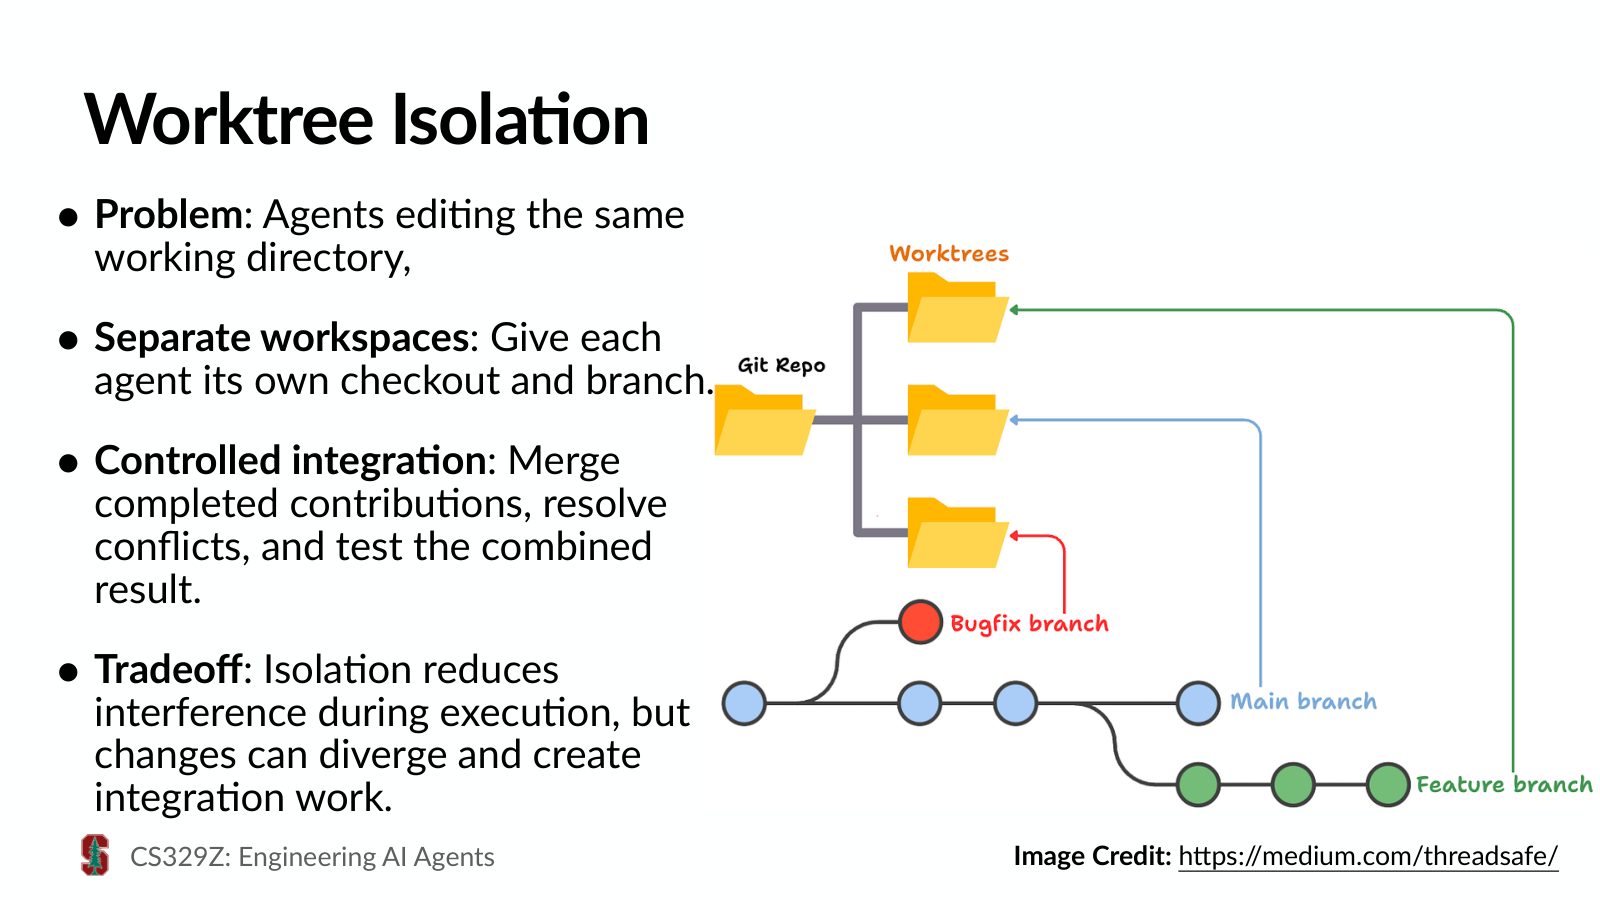 Worktree Isolation
● Problem: Agents editing the same
working directory,
● Separate workspaces: Give each
agent its own checkout and branch.
● Controlled integration: Merge
completed contributions, resolve
conflicts, and test the combined
result.
● Tradeoff: Isolation reduces
interference during execution, but
changes can diverge and create
integration work.
Worktrees
Git Repo
Bugfix branch
Main branch
Feature branch
CS329Z: Engineering AI Agents
Image Credit: https://medium.com/threadsafe/